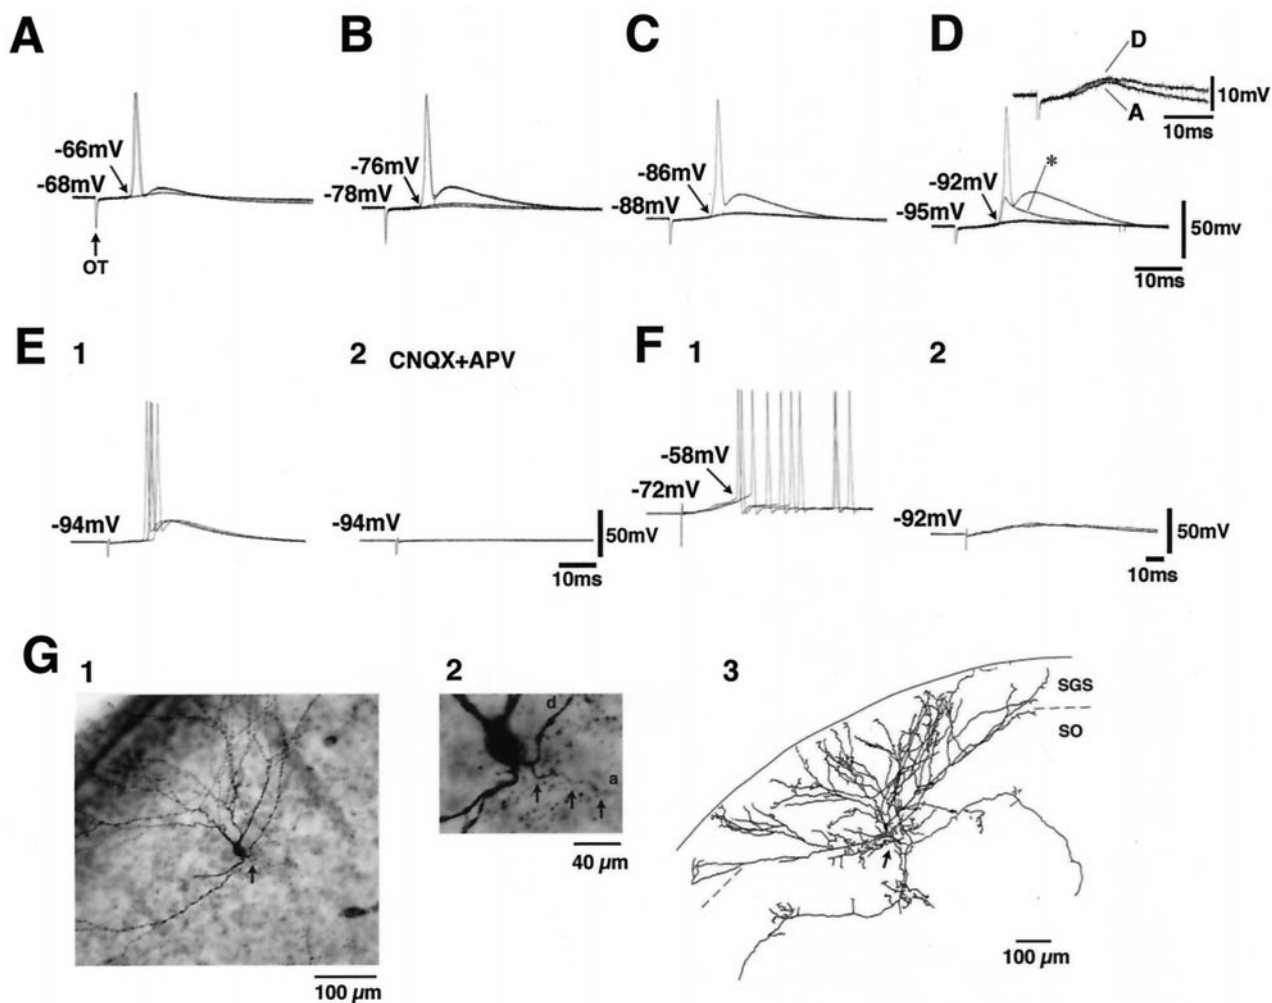 A
-66mV
-68mV
OT
B
-76mV
-78mV
C
-86mV
-88mV
D
D
A
10mV
10ms
*
-92mV
-95mV
50mv
10ms
E
1
-94mV
2 CNQX+APV
-94mV
50mV
10ms
F
1
-58mV
-72mV
2
-92mV
50mV
10ms
G
1
100 µm
2
d
a
40 µm
3
SGS
SO
100 µm